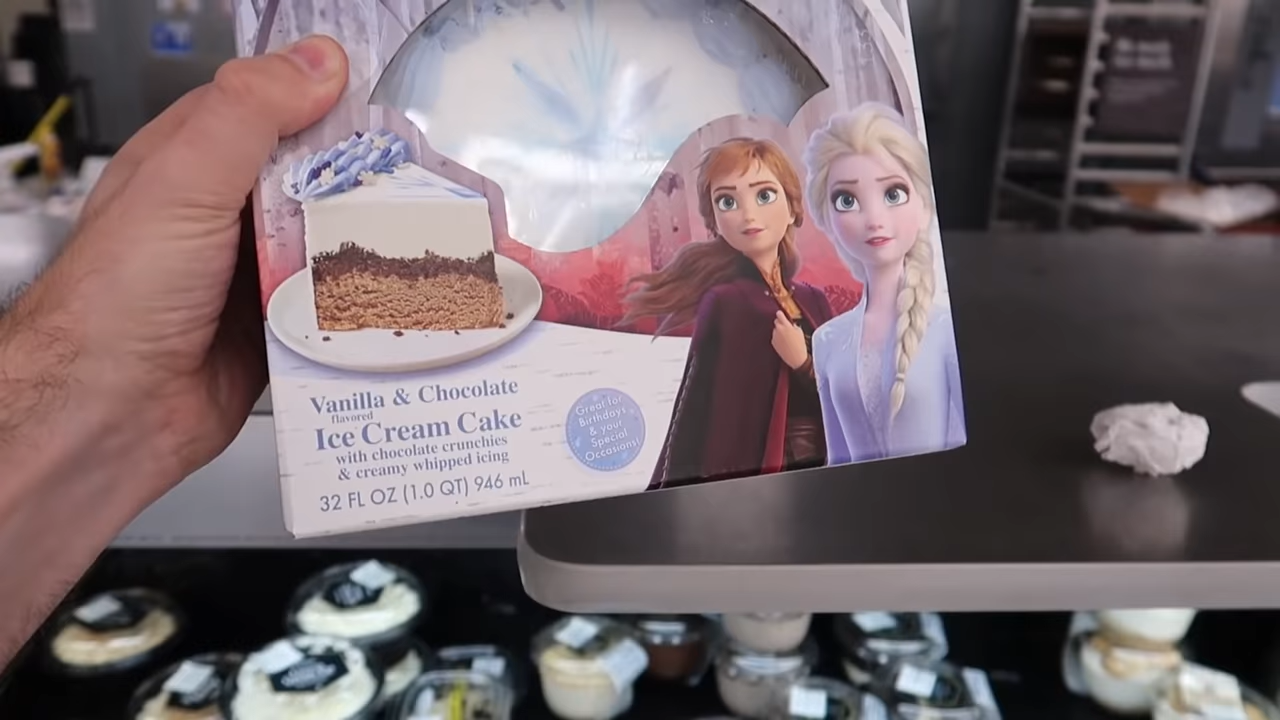 Vanilla & Chocolate
flavored
Ice Cream Cake
with chocolate crunchies
& creamy whipped icing
32 FL OZ (1.0 QT) 946 mL
Great for
Birthdays
& your
Special
Occasions!